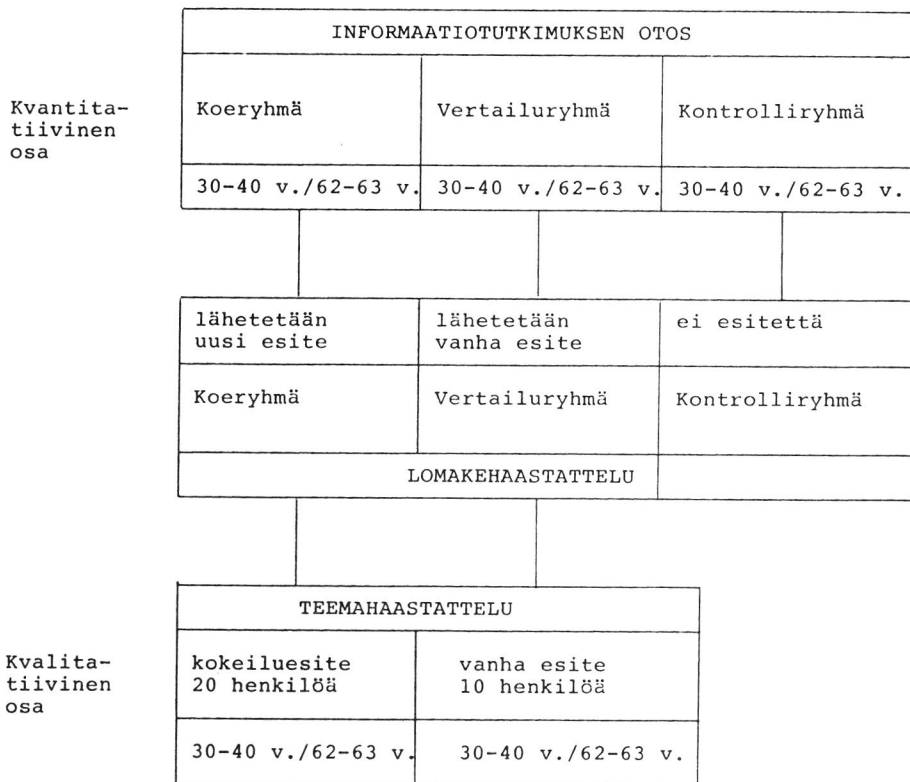 INFORMAATIOTUTKIMUKSEN OTOS
Kvantita-
tiivinen
osa
Koeryhmä Vertailuryhmä Kontrolliryhmä
30-40 v./62-63 v. 30-40 v./62-63 v. 30-40 v./62-63 v.
lähetetään lähetetään ei esitettä
uusi esite vanha esite
Koeryhmä Vertailuryhmä Kontrolliryhmä
LOMAKEHAASTATTELU
TEEMAHAASTATTELU
Kvalita-
tiivinen
osa
kokeiluesite vanha esite
20 henkilöä 10 henkilöä
30-40 v./62-63 v. 30-40 v./62-63 v.